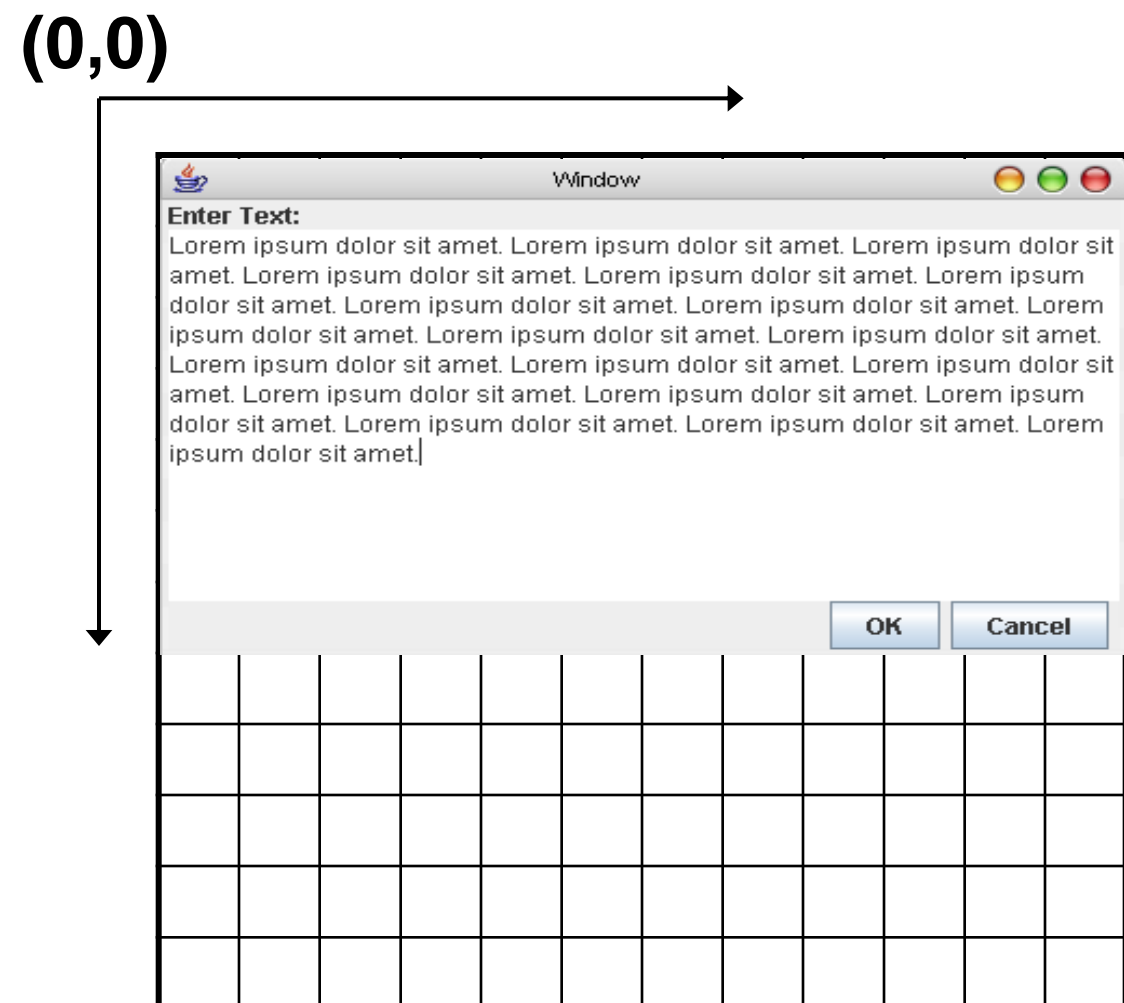 (0,0)
Window
Enter Text:
Lorem ipsum dolor sit amet. Lorem ipsum dolor sit amet. Lorem ipsum dolor sit
amet. Lorem ipsum dolor sit amet. Lorem ipsum dolor sit amet. Lorem ipsum
dolor sit amet. Lorem ipsum dolor sit amet. Lorem ipsum dolor sit amet. Lorem
ipsum dolor sit amet. Lorem ipsum dolor sit amet. Lorem ipsum dolor sit amet.
Lorem ipsum dolor sit amet. Lorem ipsum dolor sit amet. Lorem ipsum dolor sit
amet. Lorem ipsum dolor sit amet. Lorem ipsum dolor sit amet. Lorem ipsum
dolor sit amet. Lorem ipsum dolor sit amet. Lorem ipsum dolor sit amet. Lorem
ipsum dolor sit amet.
OK Cancel